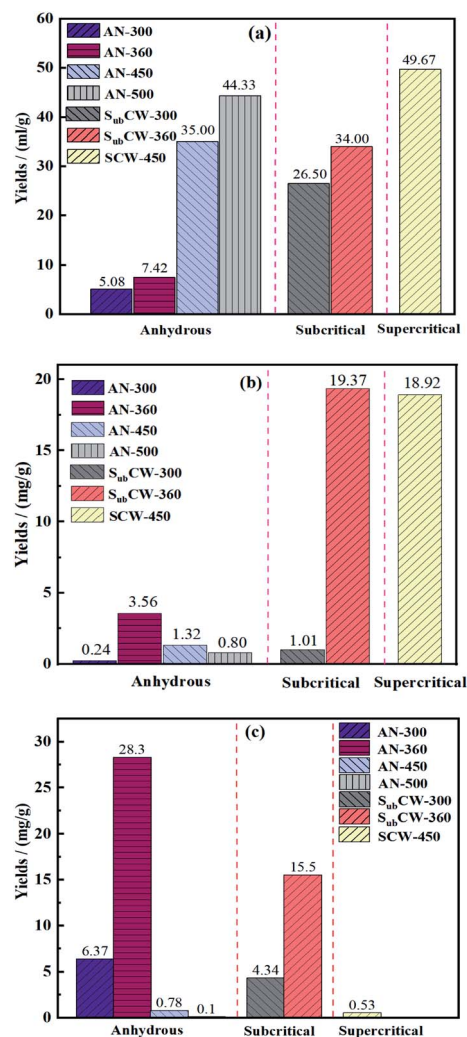 (a)
Yields / (ml/g)
60
50
40
30
20
10
0
AN-300
AN-360
AN-450
AN-500
SubCW-300
SubCW-360
SCW-450
5.08
7.42
35.00
44.33
26.50
34.00
49.67
Anhydrous
Subcritical
Supercritical
(b)
Yields / (mg/g)
20
15
10
5
0
AN-300
AN-360
AN-450
AN-500
SubCW-300
SubCW-360
SCW-450
0.24
3.56
1.32
0.80
1.01
19.37
18.92
Anhydrous
Subcritical
Supercritical
(c)
Yields / (mg/g)
30
25
20
15
10
5
0
AN-300
AN-360
AN-450
AN-500
SubCW-300
SubCW-360
SCW-450
6.37
28.3
0.78
0.1
4.34
15.5
0.53
Anhydrous
Subcritical
Supercritical